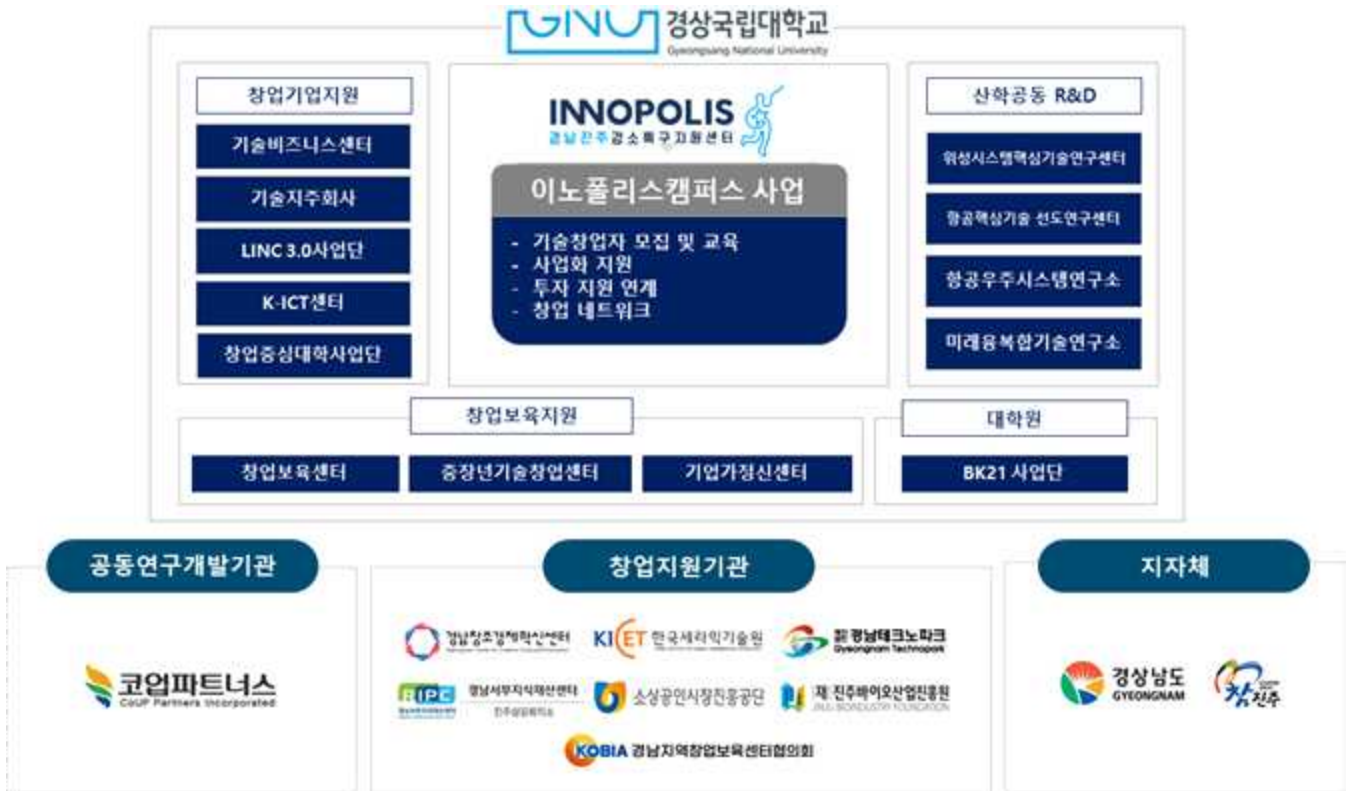 GNU 경상국립대학교
Gyeongsang National University
창업기업지원
기술비즈니스센터
기술지주회사
LINC 3.0사업단
K-ICT센터
창업중심대학사업단
INNOPOLIS
경남진주강소특구지원센터
이노폴리스캠퍼스 사업
- 기술창업자 모집 및 교육
- 사업화 지원
- 투자 지원 연계
- 창업 네트워크
산학공동 R&D
위성시스템핵심기술연구센터
항공핵심기술 선도연구센터
항공우주시스템연구소
미래융복합기술연구소
창업보육지원
창업보육센터
중장년기술창업센터
기업가정신센터
대학원
BK21 사업단
공동연구개발기관
코업파트너스
CoUP Partners Incorporated
창업지원기관
경남창조경제혁신센터
KICET 한국세라믹기술원
경남테크노파크
Gyeongnam Technopark
RIPC 경남서부지식재산센터
진주상공회의소
소상공인시장진흥공단
재 진주바이오산업진흥원
JINJU BIOINDUSTRY FOUNDATION
KOBIA 경남지역창업보육센터협의회
지자체
경상남도
GYEONGNAM
참진주